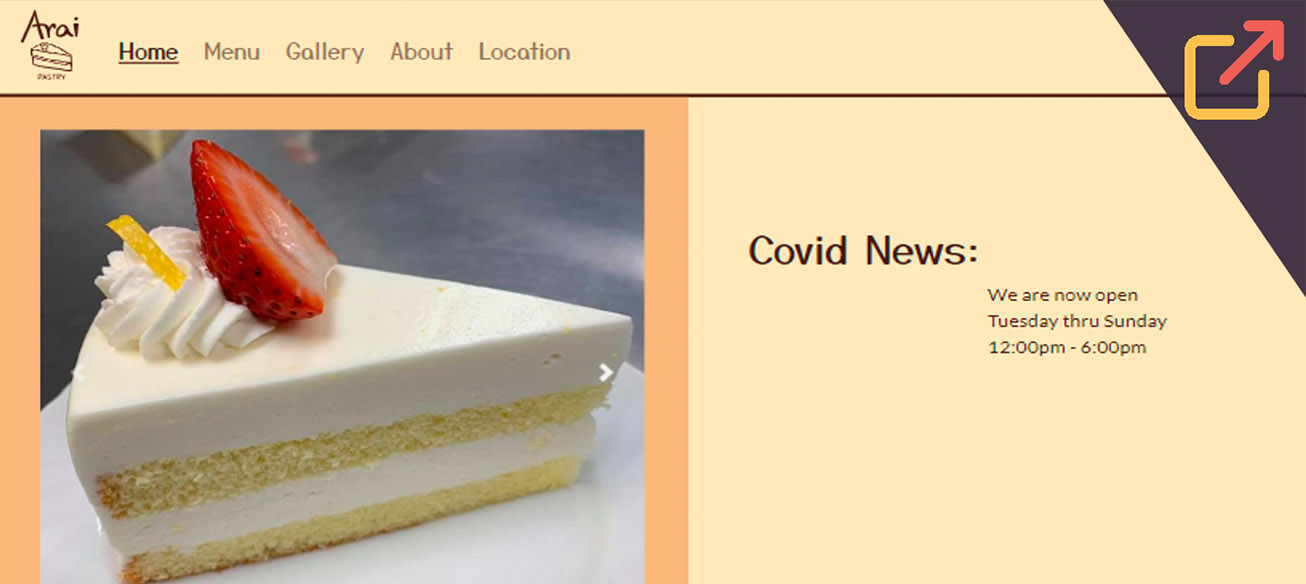 Arai
PASTRY
Home Menu Gallery About Location
Covid News:
We are now open
Tuesday thru Sunday
12:00pm - 6:00pm